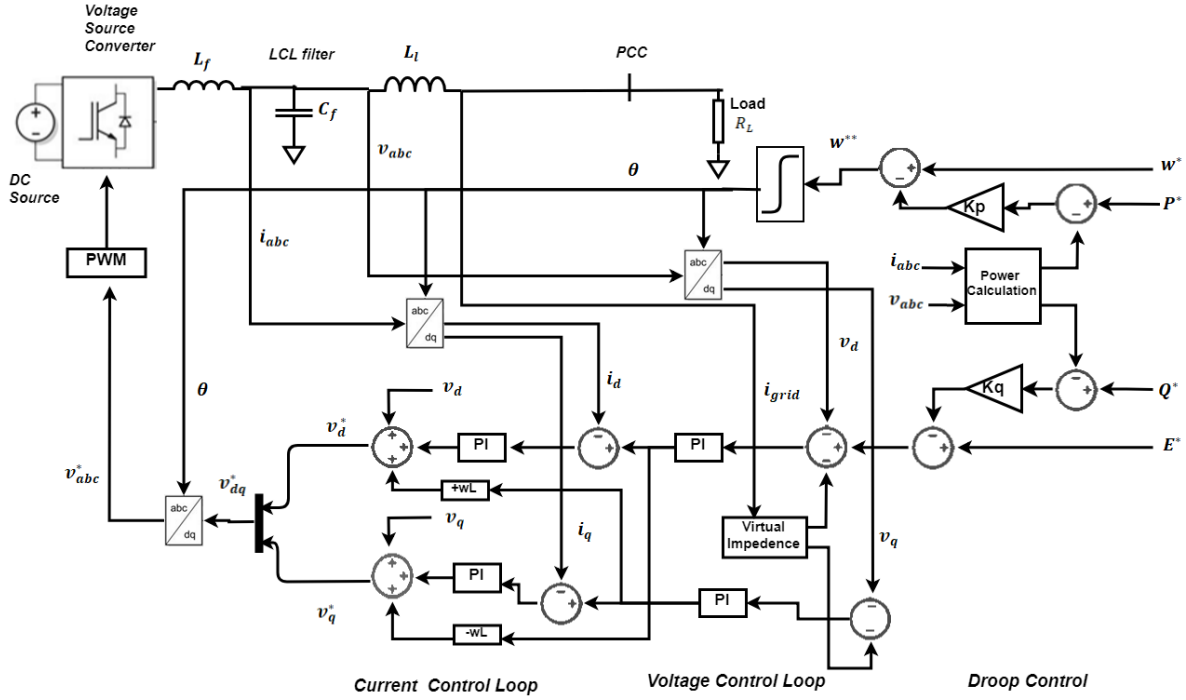 Voltage
Source
Converter
L_f
LCL filter
L_l
PCC
C_f
Load
R_L
v_abc
w**
w*
DC
Source
θ
Kp
P*
i_abc
PWM
abc
dq
i_abc
Power
Calculation
v_abc
abc
dq
v_d
θ
v_d
i_d
i_grid
Kq
Q*
v_d*
PI
PI
E*
v_abc*
v_dq*
+wL
abc
dq
v_q
i_q
Virtual
Impedence
v_q
PI
PI
v_q*
-wL
Current Control Loop
Voltage Control Loop
Droop Control